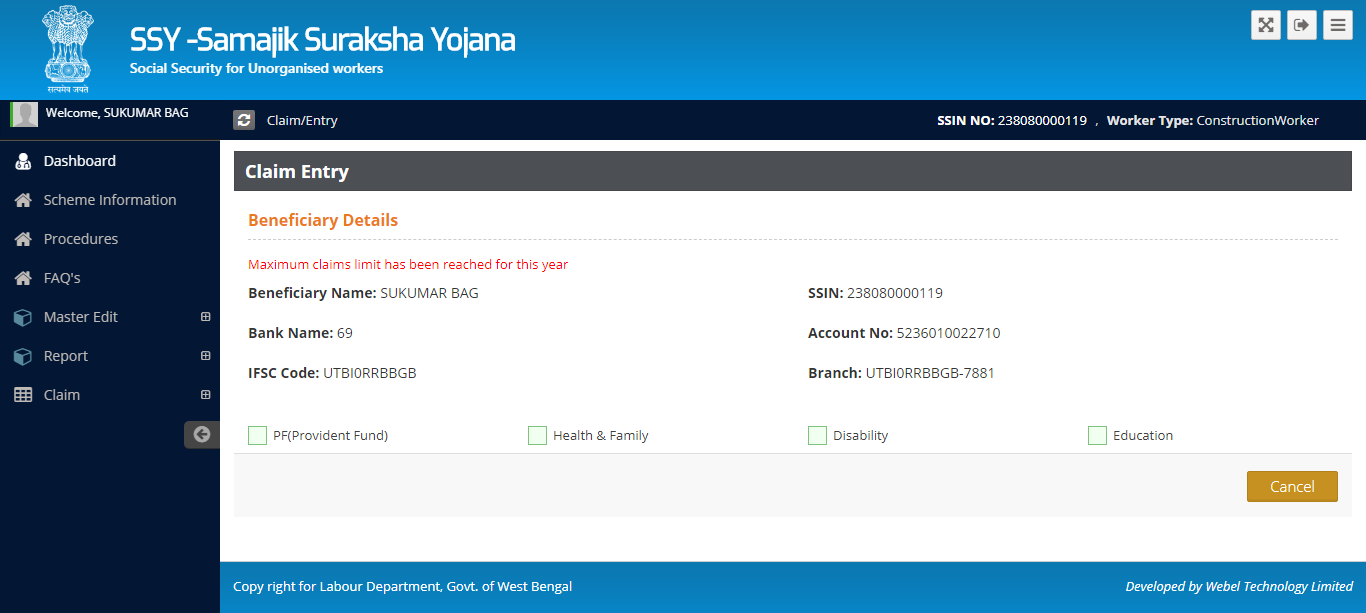 SSY -Samajik Suraksha Yojana
Social Security for Unorganised workers
सत्यमेव जयते
Welcome, SUKUMAR BAG
Claim/Entry
SSIN NO: 238080000119 , Worker Type: ConstructionWorker
Dashboard
Scheme Information
Procedures
FAQ's
Master Edit
Report
Claim
Claim Entry
Beneficiary Details
Maximum claims limit has been reached for this year
Beneficiary Name: SUKUMAR BAG
SSIN: 238080000119
Bank Name: 69
Account No: 5236010022710
IFSC Code: UTBI0RRBBGB
Branch: UTBI0RRBBGB-7881
PF(Provident Fund)
Health & Family
Disability
Education
Cancel
Copy right for Labour Department, Govt. of West Bengal
Developed by Webel Technology Limited